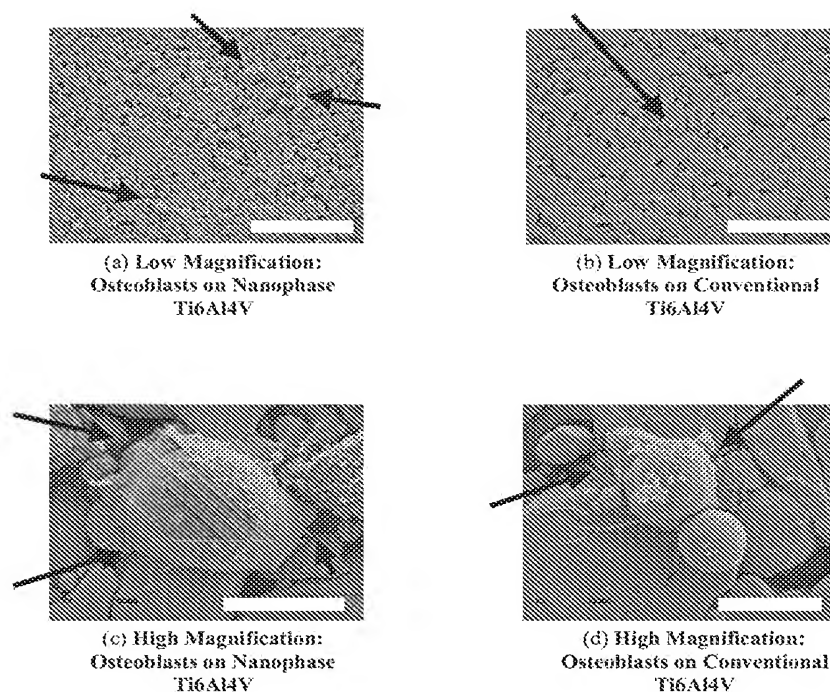 (a) Low Magnification:
Osteoblasts on Nanophase
Ti6Al4V
(b) Low Magnification:
Osteoblasts on Conventional
Ti6Al4V
(c) High Magnification:
Osteoblasts on Nanophase
Ti6Al4V
(d) High Magnification:
Osteoblasts on Conventional
Ti6Al4V